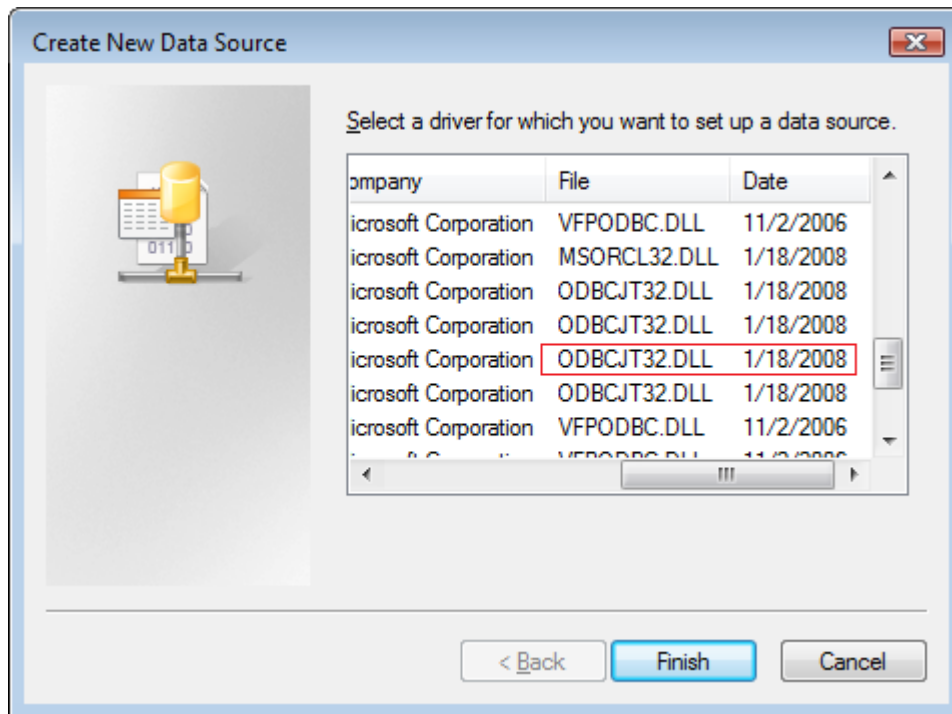 Create New Data Source
Select a driver for which you want to set up a data source.
ompany File Date
icrosoft Corporation VFPODBC.DLL 11/2/2006
icrosoft Corporation MSORCL32.DLL 1/18/2008
icrosoft Corporation ODBCJT32.DLL 1/18/2008
icrosoft Corporation ODBCJT32.DLL 1/18/2008
icrosoft Corporation ODBCJT32.DLL 1/18/2008
icrosoft Corporation ODBCJT32.DLL 1/18/2008
icrosoft Corporation VFPODBC.DLL 11/2/2006
< Back Finish Cancel